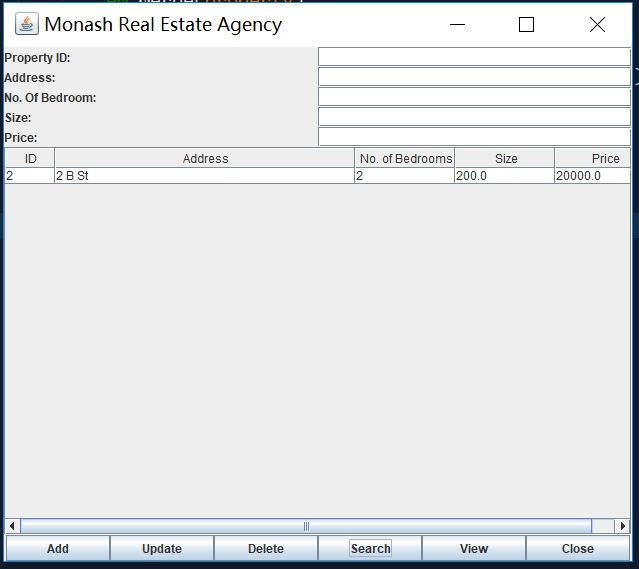 Monash Real Estate Agency
Property ID:
Address:
No. Of Bedroom:
Size:
Price:
ID Address No. of Bedrooms Size Price
2 2 B St 2 200.0 20000.0
Add Update Delete Search View Close